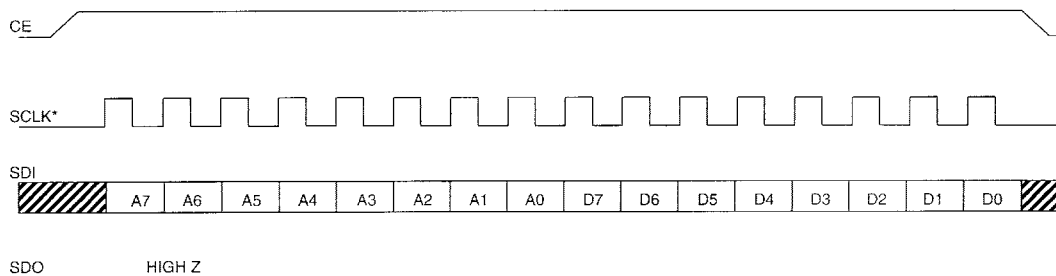 CE
SCLK*
SDI
A7 A6 A5 A4 A3 A2 A1 A0 D7 D6 D5 D4 D3 D2 D1 D0
SDO HIGH Z